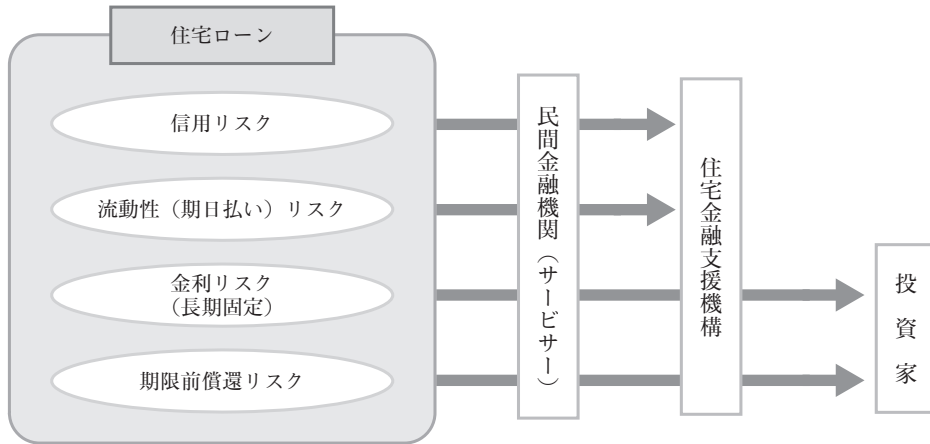 住宅ローン
信用リスク
流動性（期日払い）リスク
金利リスク
（長期固定）
期限前償還リスク
民間金融機関（サービサー）
住宅金融支援機構
投資家